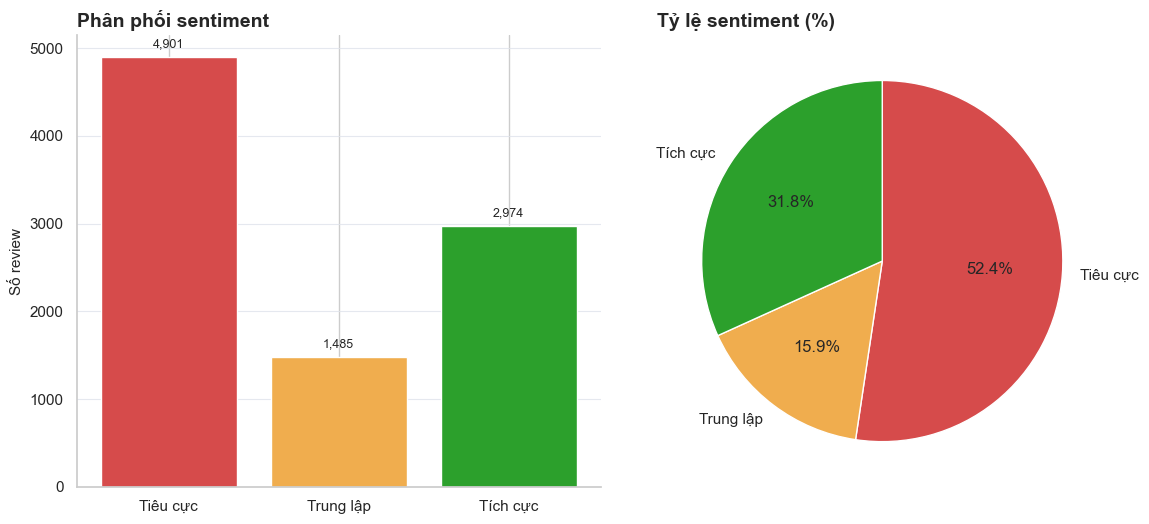 Phân phối sentiment
5000
4000
3000
2000
1000
0
Số review
4,901
1,485
2,974
Tiêu cực
Trung lập
Tích cực
Tỷ lệ sentiment (%)
Tích cực
31.8%
52.4%
Tiêu cực
15.9%
Trung lập